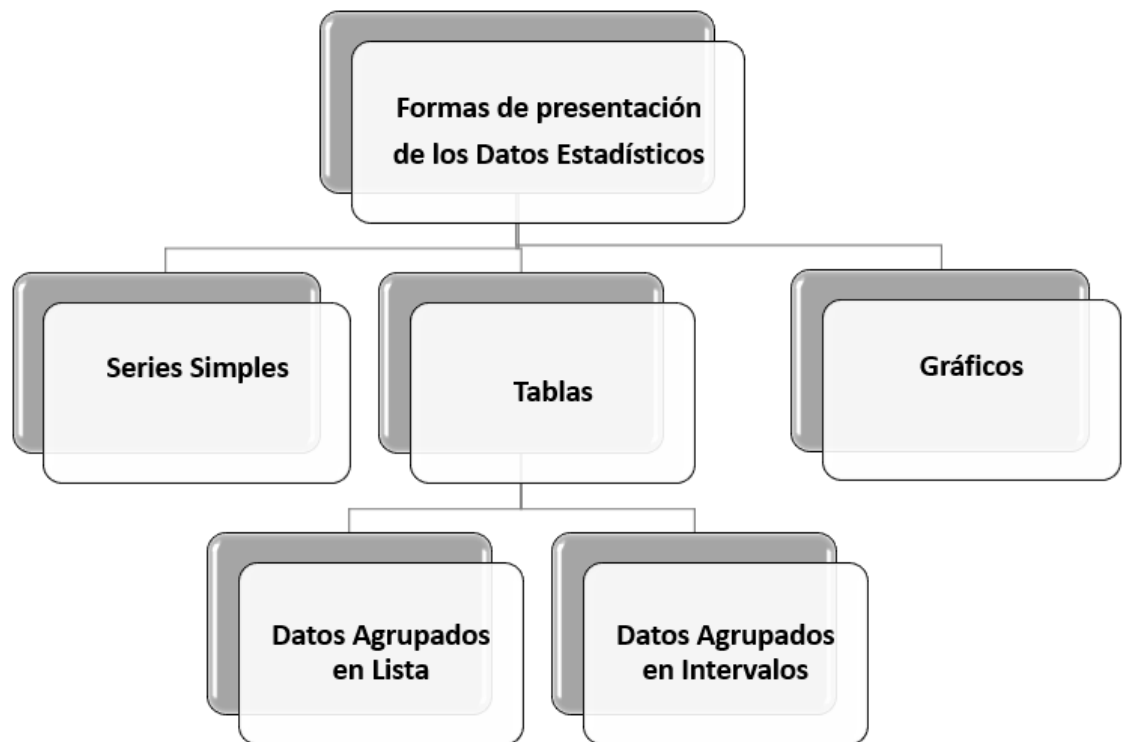 Formas de presentación
de los Datos Estadísticos
Series Simples
Tablas
Gráficos
Datos Agrupados
en Lista
Datos Agrupados
en Intervalos